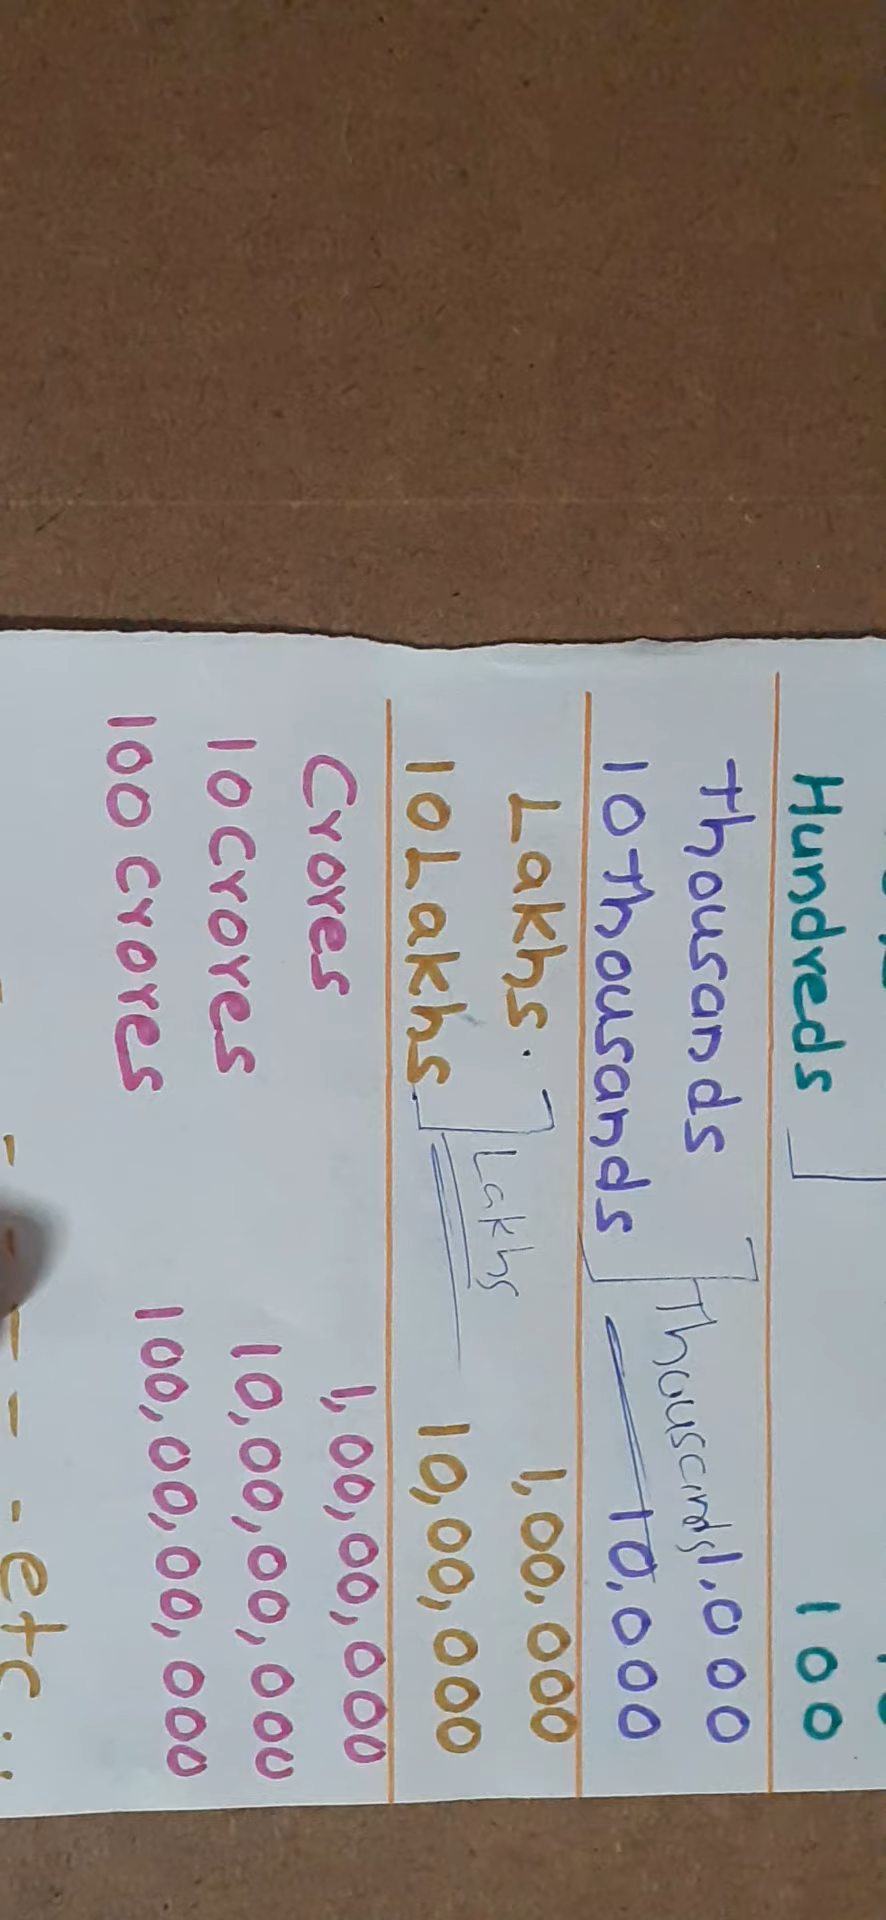 Hundreds 100
Thousands 1,000
Thousands
10 Thousands 10,000
Lakhs. 1,00,000
Lakhs
10 Lakhs 10,00,000
Crores 1,00,00,000
10 Crores 10,00,00,000
100 Crores 100,00,00,000
- - - - - etc..